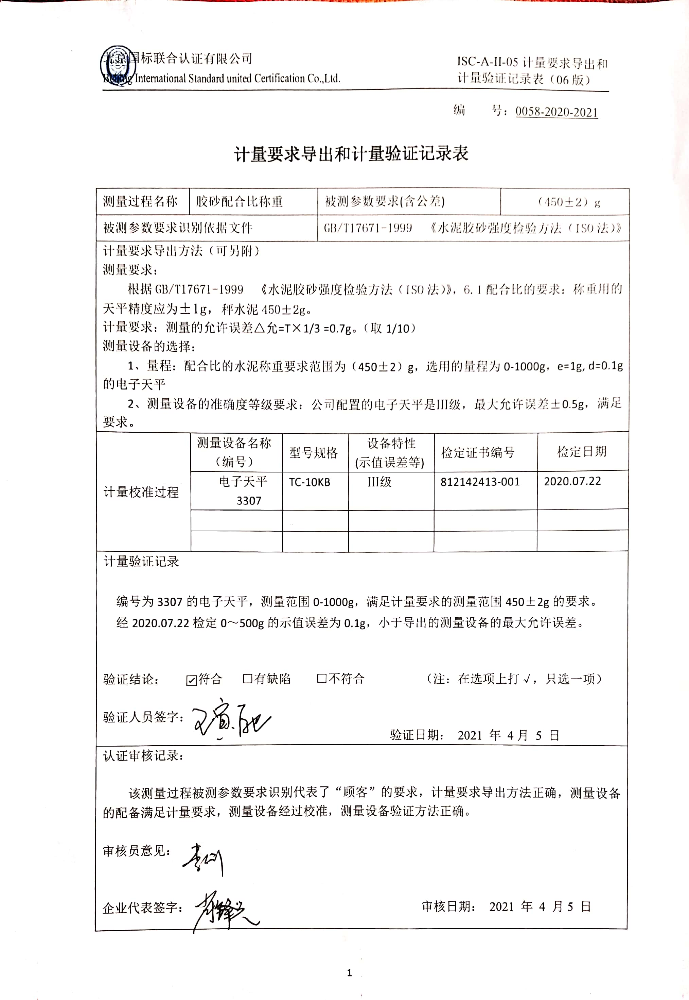 北京国标联合认证有限公司
Beijing International Standard united Certification Co.,Ltd.
ISC-A-II-05 计量要求导出和
计量验证记录表（06 版）
编 号：0058-2020-2021
计量要求导出和计量验证记录表
测量过程名称 胶砂配合比称重 被测参数要求(含公差) （450±2）g
被测参数要求识别依据文件 GB/T17671-1999 《水泥胶砂强度检验方法（ISO 法）》
计量要求导出方法（可另附）
测量要求：
根据 GB/T17671-1999 《水泥胶砂强度检验方法（ISO 法）》，6.1 配合比的要求：称重用的
天平精度应为±1g，秤水泥 450±2g。
计量要求：测量的允许误差△允=T×1/3 =0.7g。（取 1/10）
测量设备的选择：
1、量程：配合比的水泥称重要求范围为（450±2）g，选用的量程为 0-1000g，e=1g, d=0.1g
的电子天平
2、测量设备的准确度等级要求：公司配置的电子天平是III级，最大允许误差±0.5g，满足
要求。
计量校准过程
测量设备名称（编号） 型号规格 设备特性(示值误差等) 检定证书编号 检定日期
电子天平 TC-10KB III级 812142413-001 2020.07.22
3307
计量验证记录
编号为 3307 的电子天平，测量范围 0-1000g，满足计量要求的测量范围 450±2g 的要求。
经 2020.07.22 检定 0～500g 的示值误差为 0.1g，小于导出的测量设备的最大允许误差。
验证结论： ☑符合 □有缺陷 □不符合 （注：在选项上打√，只选一项）
验证人员签字：
验证日期： 2021 年 4 月 5 日
认证审核记录：
该测量过程被测参数要求识别代表了“顾客”的要求，计量要求导出方法正确，测量设备
的配备满足计量要求，测量设备经过校准，测量设备验证方法正确。
审核员意见：
企业代表签字： 审核日期： 2021 年 4 月 5 日
1